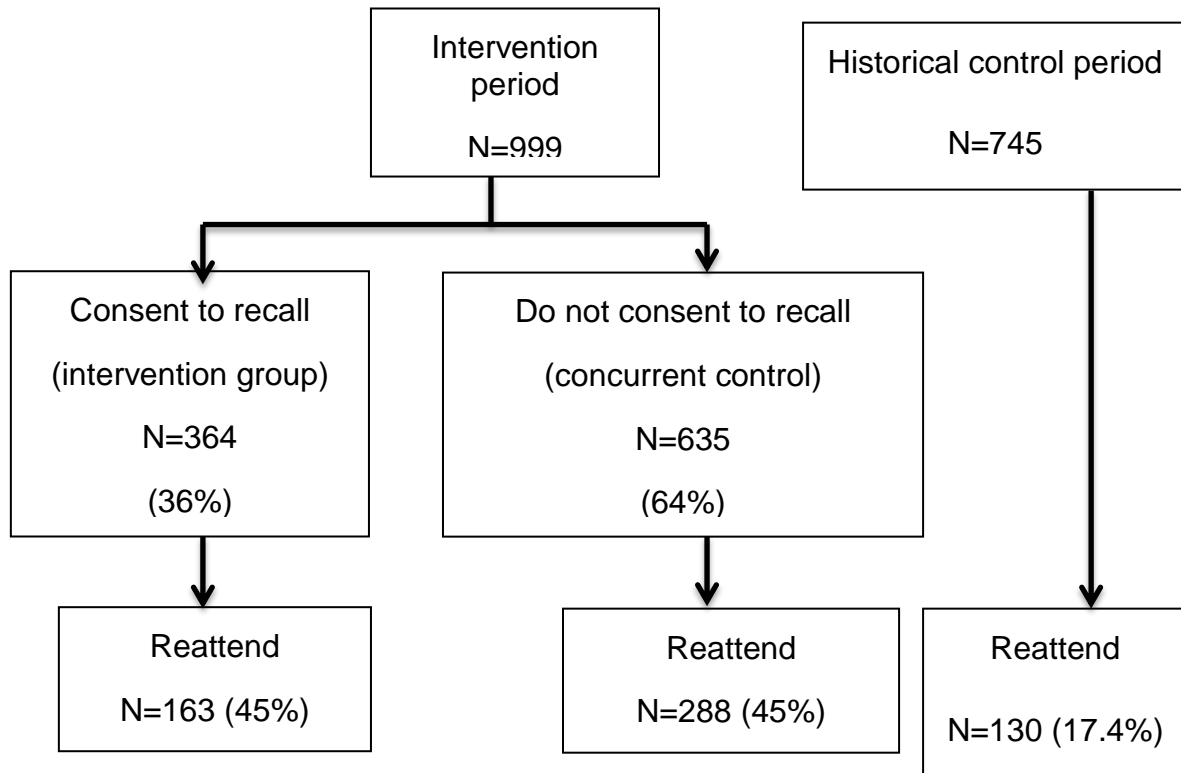 Intervention
period
N=999
Historical control period
N=745
Consent to recall
(intervention group)
N=364
(36%)
Do not consent to recall
(concurrent control)
N=635
(64%)
Reattend
N=163 (45%)
Reattend
N=288 (45%)
Reattend
N=130 (17.4%)